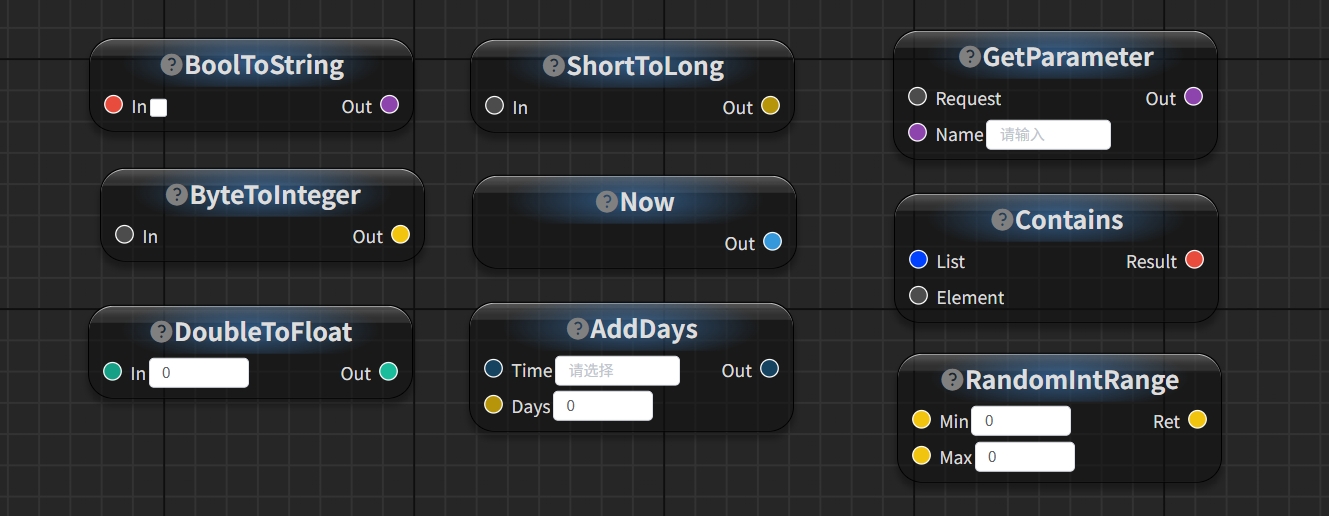 BoolToString
In
Out
ByteToInteger
In
Out
DoubleToFloat
In 0
Out
ShortToLong
In
Out
Now
Out
AddDays
Time 请选择
Out
Days 0
GetParameter
Request
Out
Name 请输入
Contains
List
Result
Element
RandomIntRange
Min 0
Ret
Max 0